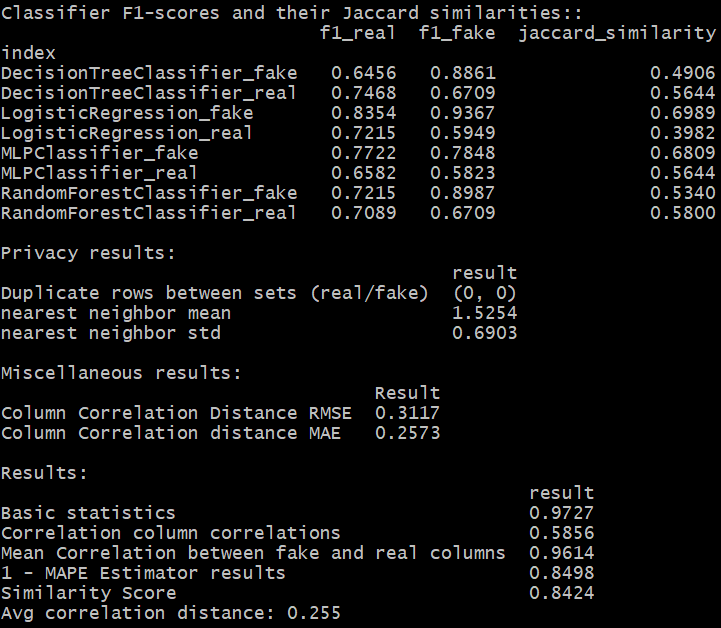 Classifier F1-scores and their Jaccard similarities::
f1_real f1_fake jaccard_similarity
index
DecisionTreeClassifier_fake 0.6456 0.8861 0.4906
DecisionTreeClassifier_real 0.7468 0.6709 0.5644
LogisticRegression_fake 0.8354 0.9367 0.6989
LogisticRegression_real 0.7215 0.5949 0.3982
MLPClassifier_fake 0.7722 0.7848 0.6809
MLPClassifier_real 0.6582 0.5823 0.5644
RandomForestClassifier_fake 0.7215 0.8987 0.5340
RandomForestClassifier_real 0.7089 0.6709 0.5800
Privacy results:
result
Duplicate rows between sets (real/fake) (0, 0)
nearest neighbor mean 1.5254
nearest neighbor std 0.6903
Miscellaneous results:
Result
Column Correlation Distance RMSE 0.3117
Column Correlation distance MAE 0.2573
Results:
result
Basic statistics 0.9727
Correlation column correlations 0.5856
Mean Correlation between fake and real columns 0.9614
1 - MAPE Estimator results 0.8498
Similarity Score 0.8424
Avg correlation distance: 0.255